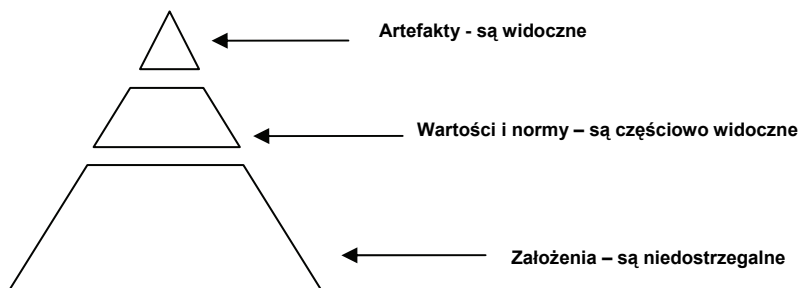 Artefakty - są widoczne
Wartości i normy – są częściowo widoczne
Założenia – są niedostrzegalne